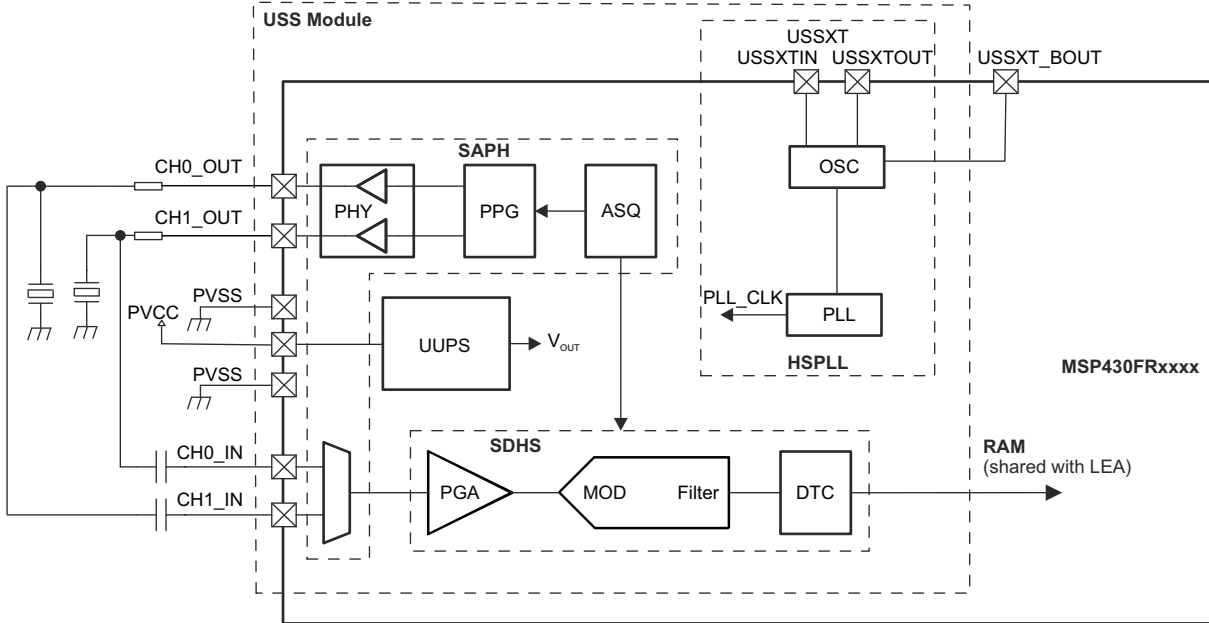 USS Module
USSXT
USSXTIN
USSXTOUT
USSXT_BOUT
SAPH
CH0_OUT
OSC
PHY
PPG
ASQ
CH1_OUT
PVSS
PLL_CLK
PLL
PVCC
UUPS
VOUT
HSPLL
PVSS
MSP430FRxxxx
CH0_IN
SDHS
RAM
(shared with LEA)
PGA
MOD
Filter
DTC
CH1_IN